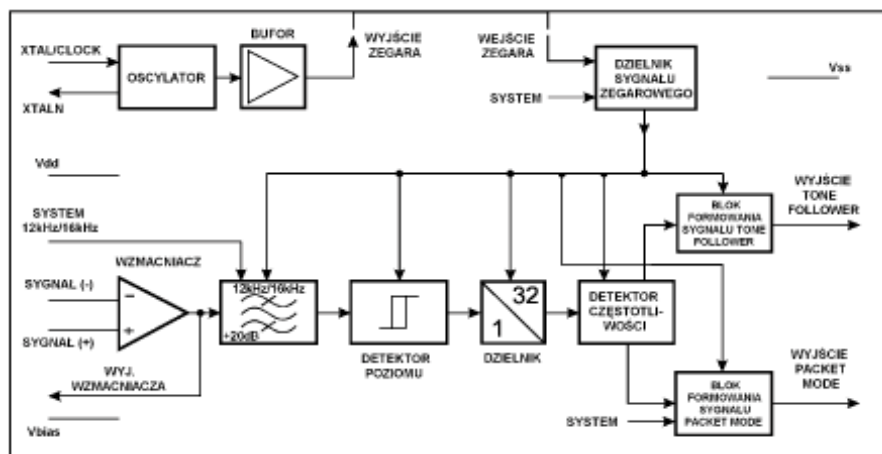 BUFOR
WYJŚCIE
ZEGARA
WEJŚCIE
ZEGARA
XTAL/CLOCK
OSCYLATOR
XTALN
DZIELNIK
SYGNAŁU
ZEGAROWEGO
SYSTEM
Vss
Vdd
SYSTEM
12kHz/16kHz
WZMACNIACZ
SYGNAŁ (-)
SYGNAŁ (+)
WYJ.
WZMACNIACZA
Vbias
12kHz/16kHz
+20dB
DETEKTOR
POZIOMU
32
1
DZIELNIK
DETEKTOR
CZĘSTOTLI-
WOŚCI
BLOK
FORMOWANIA
SYGNAŁU TONE
FOLLOWER
WYJŚCIE
TONE
FOLLOWER
BLOK
FORMOWANIA
SYGNAŁU
PACKET MODE
SYSTEM
WYJŚCIE
PACKET
MODE